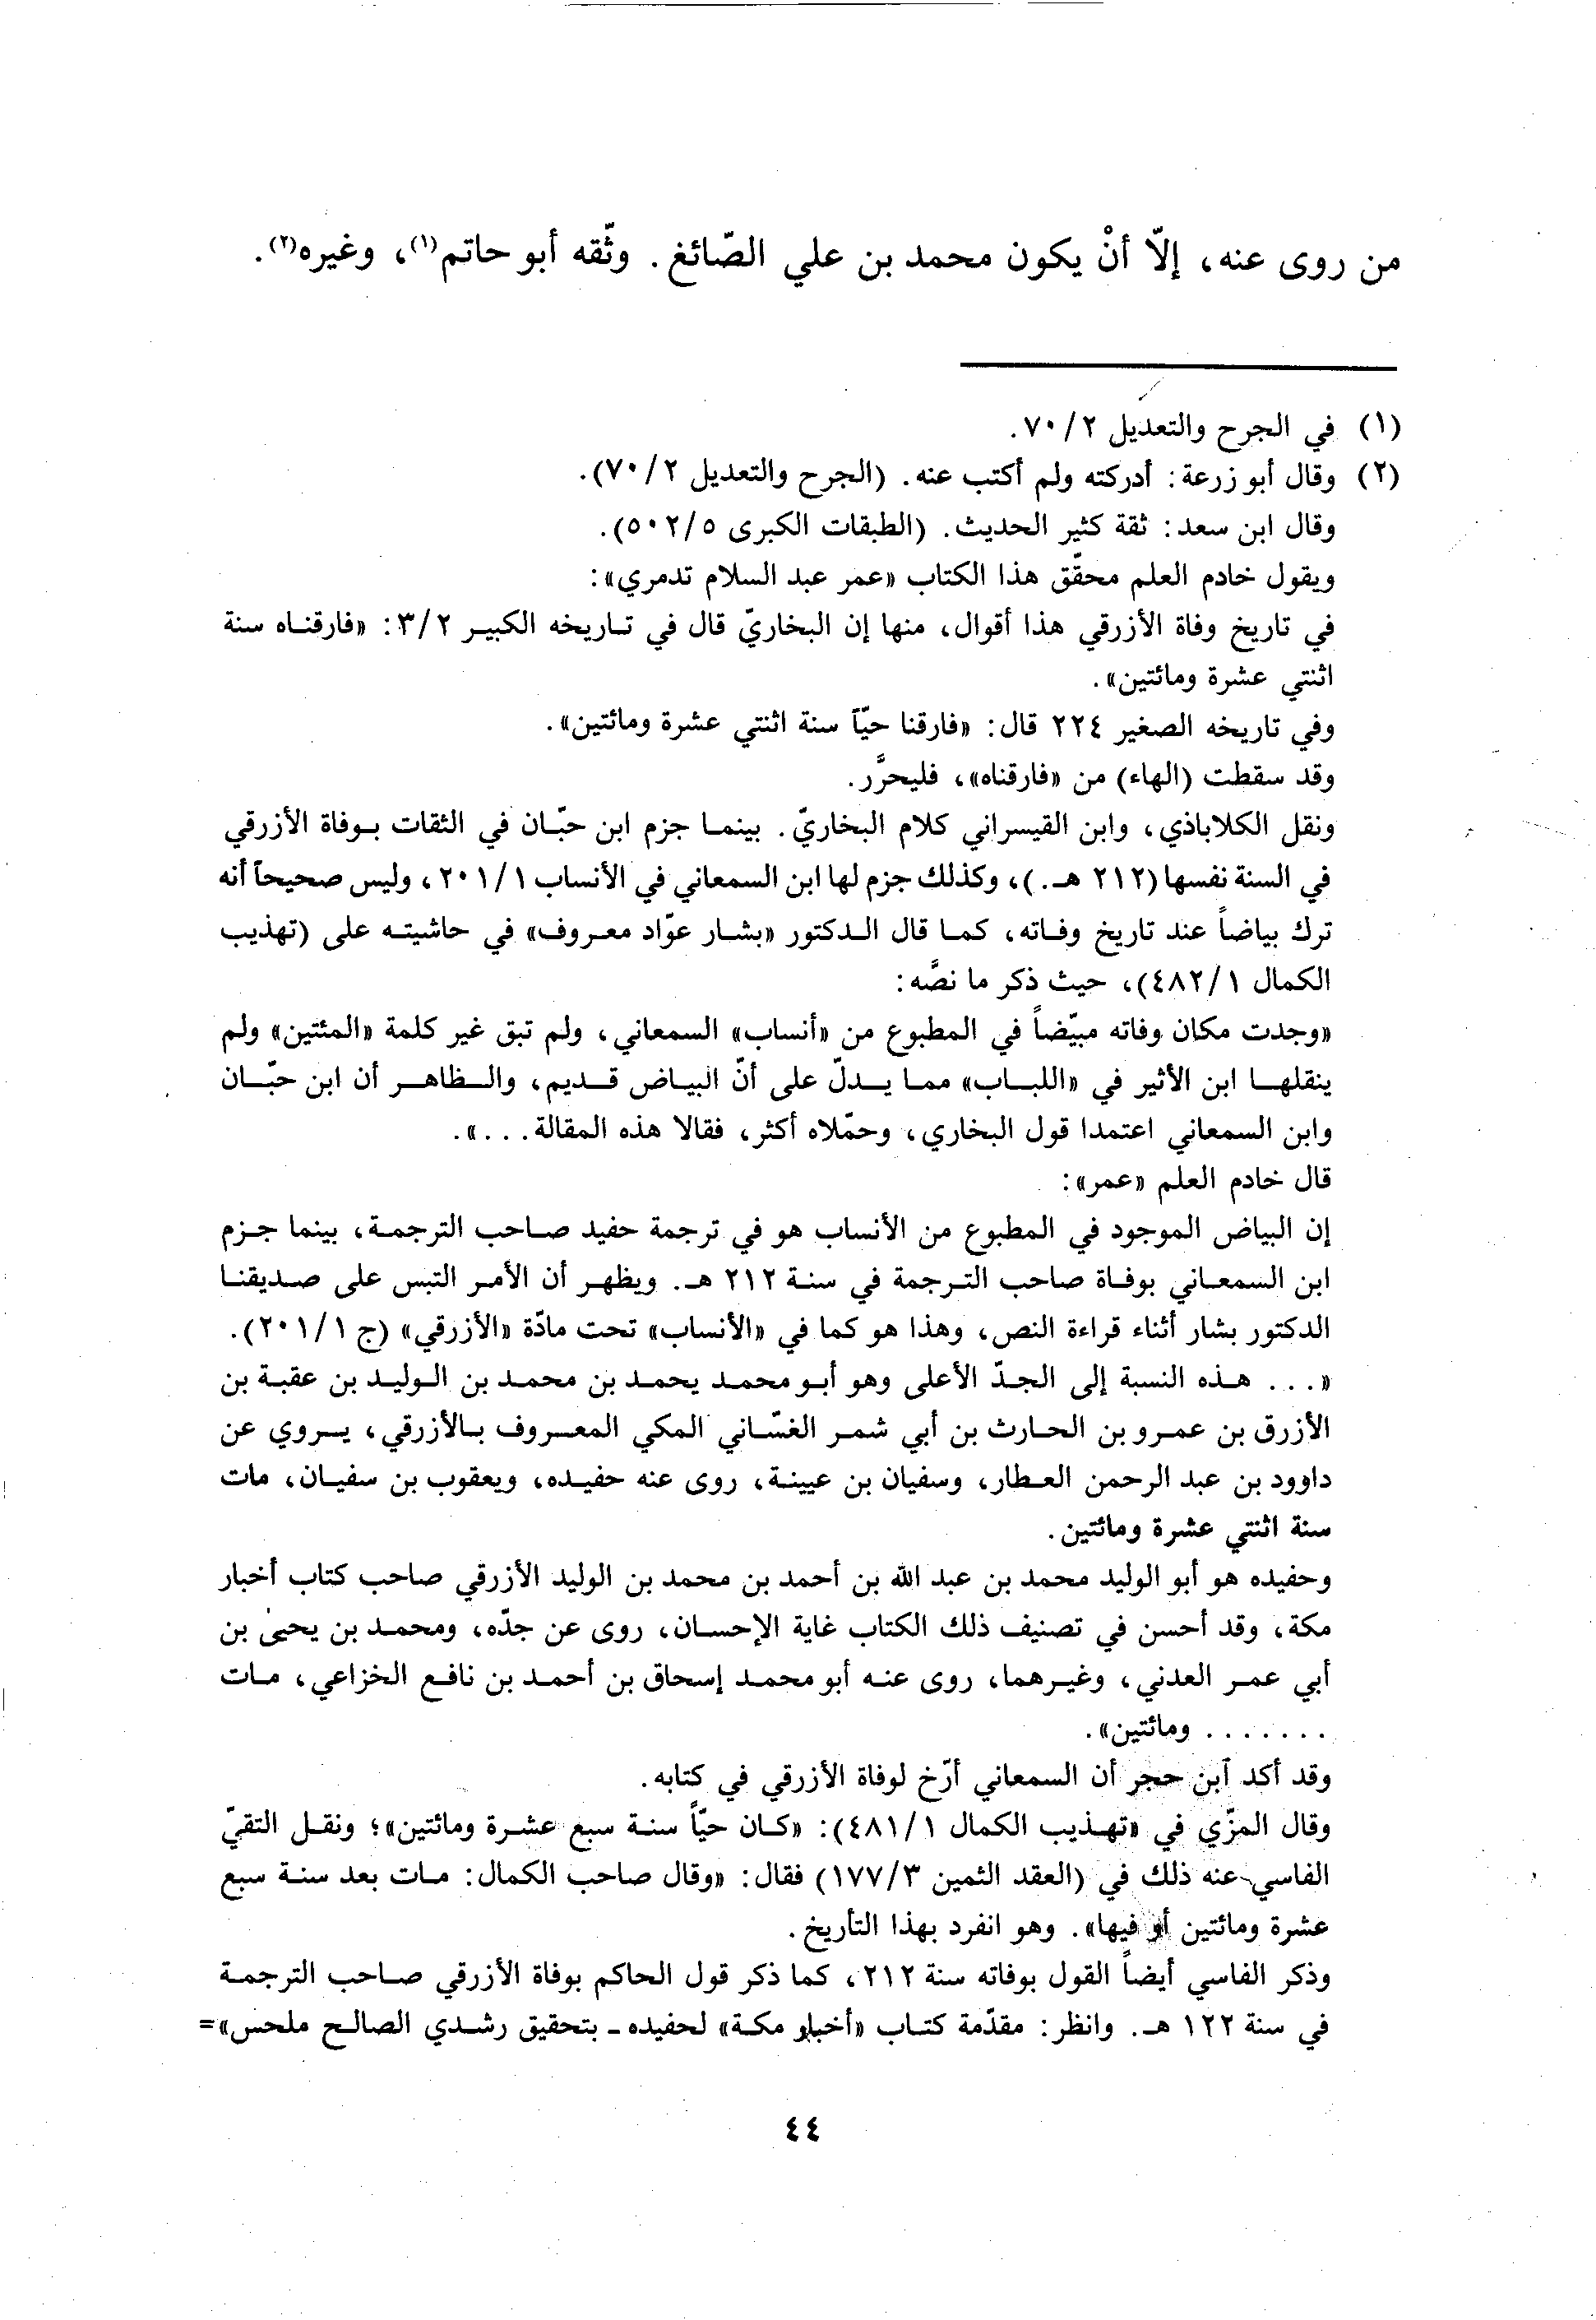 من روى عنه، إلاّ أنْ يكون محمد بن علي الصّائغ. وثّقه أبو حاتم(١)، وغيره(٢).
(١) في الجرح والتعديل ٢/ ٧٠.
(٢) وقال أبو زرعة: أدركته ولم أكتب عنه. (الجرح والتعديل ٢/ ٧٠).
وقال ابن سعد: ثقة كثير الحديث. (الطبقات الكبرى ٥/ ٥٠٢).
ويقول خادم العلم محقّق هذا الكتاب «عمر عبد السلام تدمري»:
في تاريخ وفاة الأزرقي هذا أقوال، منها إن البخاريّ قال في تاريخه الكبير ٢/ ٣: «فارقناه سنة
اثنتي عشرة ومائتين».
وفي تاريخه الصغير ٢٢٤ قال: «فارقنا حيّاً سنة اثنتي عشرة ومائتين».
وقد سقطت (الهاء) من «فارقناه»، فليحرَّر.
ونقل الكلاباذي، وابن القيسراني كلام البخاريّ. بينما جزم ابن حبّان في الثقات بوفاة الأزرقي
في السنة نفسها (٢١٢ هـ.)، وكذلك جزم لها ابن السمعاني في الأنساب ١/ ٢٠١، وليس صحيحاً أنه
ترك بياضاً عند تاريخ وفاته، كما قال الدكتور «بشار عوّاد معروف» في حاشيته على (تهذيب
الكمال ١/ ٤٨٢)، حيث ذكر ما نصَّه:
«وجدت مكان وفاته مبيّضاً في المطبوع من «أنساب» السمعاني، ولم تبق غير كلمة «المئتين» ولم
ينقلها ابن الأثير في «اللباب» مما يدلّ على أنّ البياض قديم، والظاهر أن ابن حبّان
وابن السمعاني اعتمدا قول البخاري، وحمّلاه أكثر، فقالا هذه المقالة...».
قال خادم العلم «عمر»:
إن البياض الموجود في المطبوع من الأنساب هو في ترجمة حفيد صاحب الترجمة، بينما جزم
ابن السمعاني بوفاة صاحب الترجمة في سنة ٢١٢ هـ. ويظهر أن الأمر التبس على صديقنا
الدكتور بشار أثناء قراءة النص، وهذا هو كما في «الأنساب» تحت مادّة «الأزرقي» (ج ١/ ٢٠١).
«... هذه النسبة إلى الجدّ الأعلى وهو أبو محمد يحمد بن محمد بن الوليد بن عقبة بن
الأزرق بن عمرو بن الحارث بن أبي شمر الغسّاني المكي المعروف بالأزرقي، يروي عن
داوود بن عبد الرحمن العطار، وسفيان بن عيينة، روى عنه حفيده، ويعقوب بن سفيان، مات
سنة اثنتي عشرة ومائتين.
وحفيده هو أبو الوليد محمد بن عبد الله بن أحمد بن محمد بن الوليد الأزرقي صاحب كتاب أخبار
مكة، وقد أحسن في تصنيف ذلك الكتاب غاية الإحسان، روى عن جدّه، ومحمد بن يحيىٰ بن
أبي عمر العدني، وغيرهما، روى عنه أبو محمد إسحاق بن أحمد بن نافع الخزاعي، مات
....... ومائتين».
وقد أكد آبن حجر أن السمعاني أرّخ لوفاة الأزرقي في كتابه.
وقال المزّي في «تهذيب الكمال ١/ ٤٨١): «كان حيّاً سنة سبع عشرة ومائتين»؛ ونقل التقيّ
الفاسي عنه ذلك في (العقد الثمين ٣/ ١٧٧) فقال: «وقال صاحب الكمال: مات بعد سنة سبع
عشرة ومائتين أو فيها». وهو انفرد بهذا التأريخ.
وذكر الفاسي أيضاً القول بوفاته سنة ٢١٢، كما ذكر قول الحاكم بوفاة الأزرقي صاحب الترجمة
في سنة ١٢٢ هـ. وانظر: مقدّمة كتاب «أخبار مكة» لحفيده ـ بتحقيق رشدي الصالح ملحس»=
٤٤